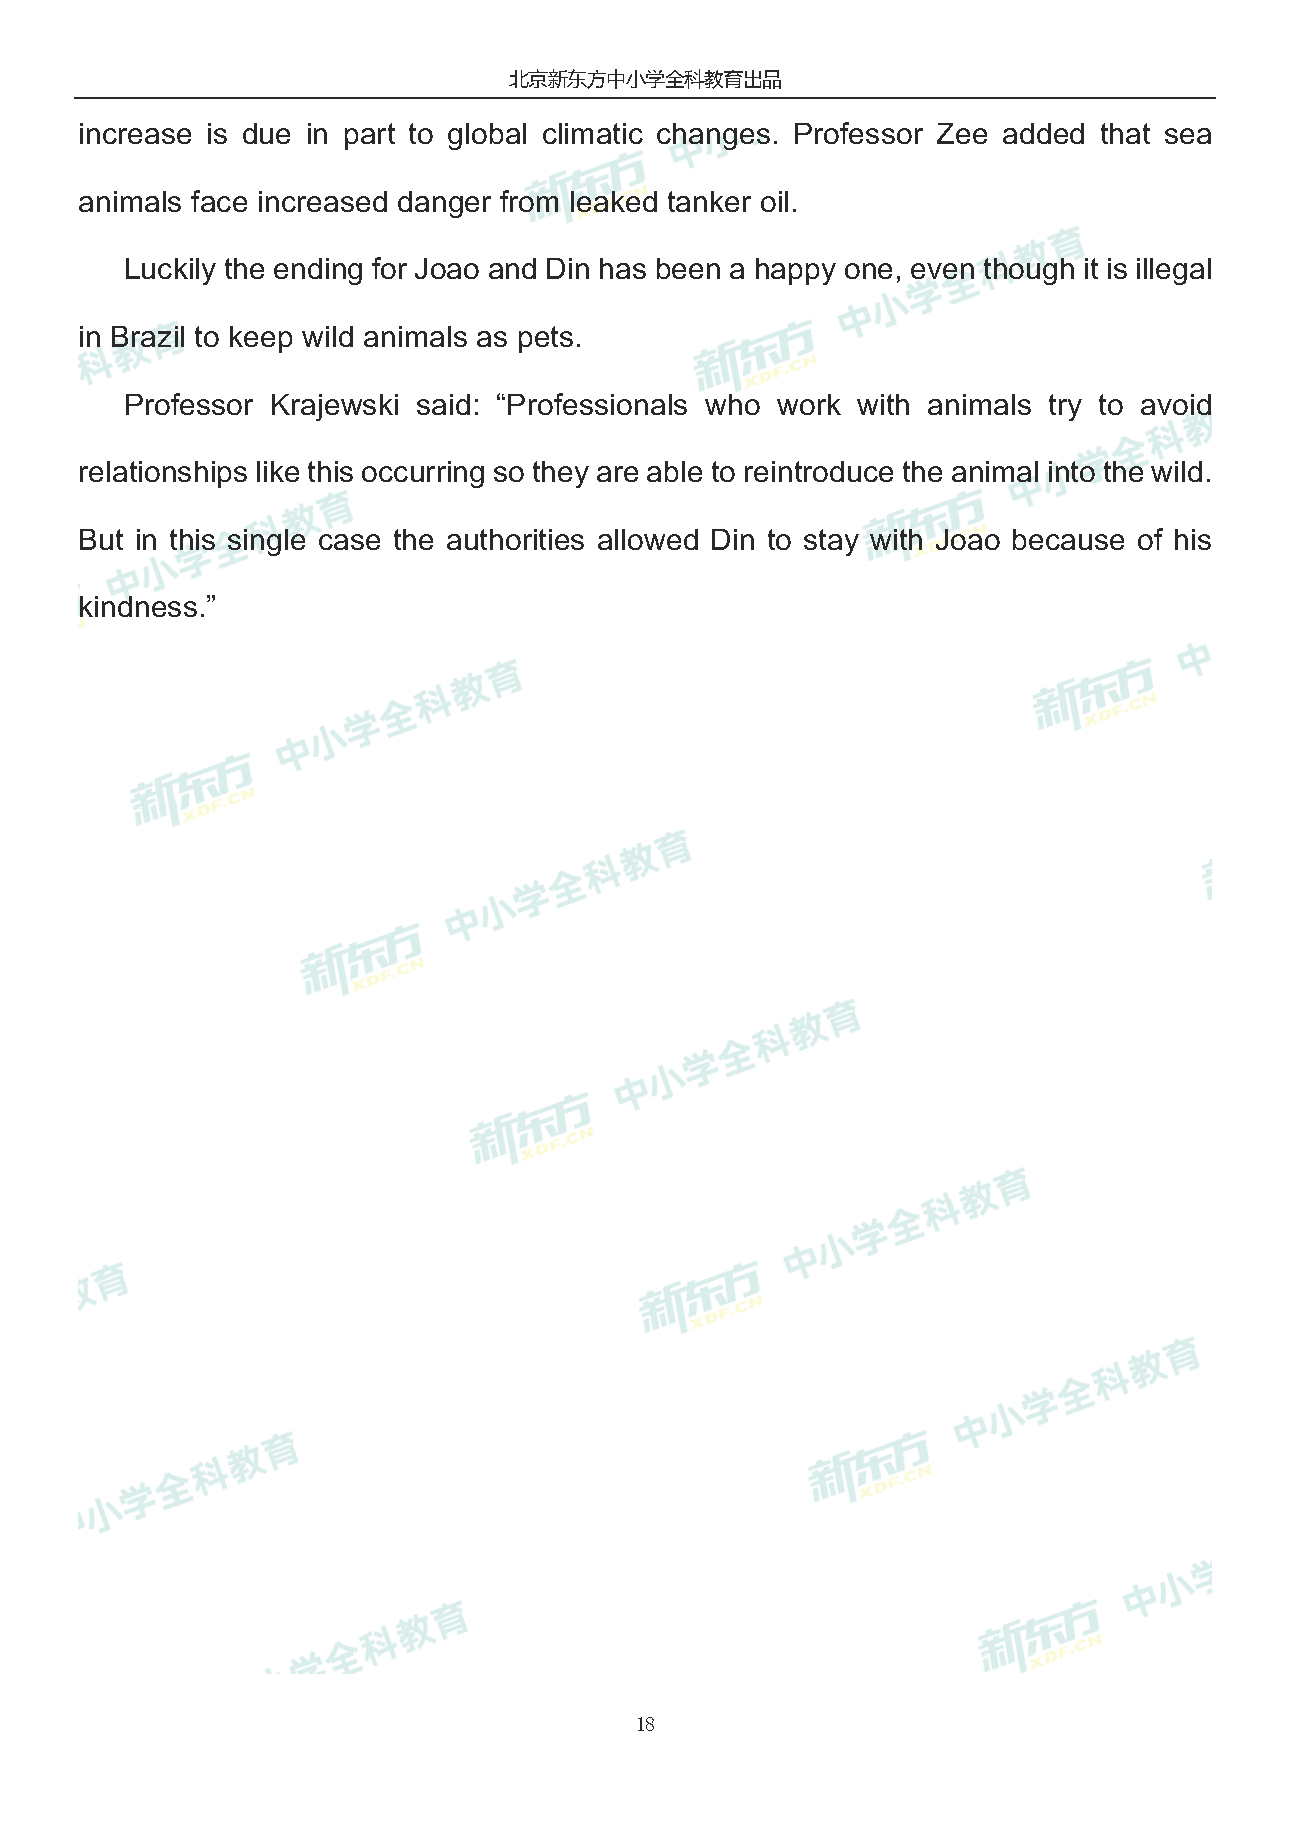 北京新东方中小学全科教育出品
increase is due in part to global climatic changes. Professor Zee added that sea
animals face increased danger from leaked tanker oil.
Luckily the ending for Joao and Din has been a happy one, even though it is illegal
in Brazil to keep wild animals as pets.
Professor Krajewski said: “Professionals who work with animals try to avoid
relationships like this occurring so they are able to reintroduce the animal into the wild.
But in this single case the authorities allowed Din to stay with Joao because of his
kindness.”
新东方 XDF.CN 中小学全科教育
18